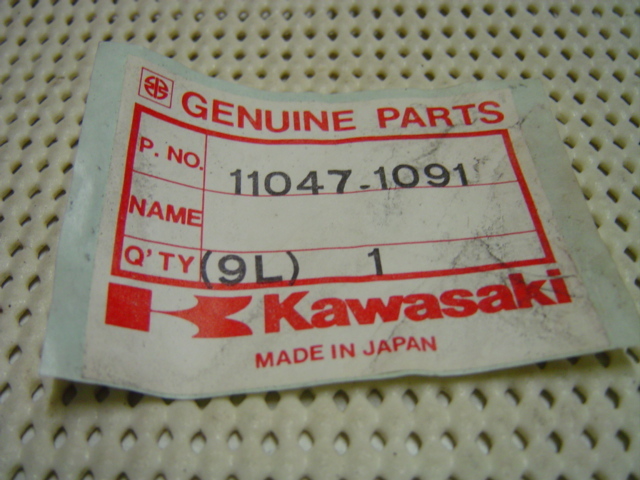 GENUINE PARTS
P. NO. 11047-1091
NAME
Q'TY (9L) 1
Kawasaki
MADE IN JAPAN